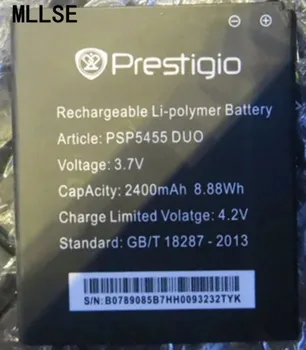 MLLSE
Prestigio
Rechargeable Li-polymer Battery
Article: PSP5455 DUO
Voltage: 3.7V
CapAcity: 2400mAh 8.88Wh
Charge Limited Volatge: 4.2V
Standard: GB/T 18287 - 2013
S/N: B0789085B7HH0093232TYK